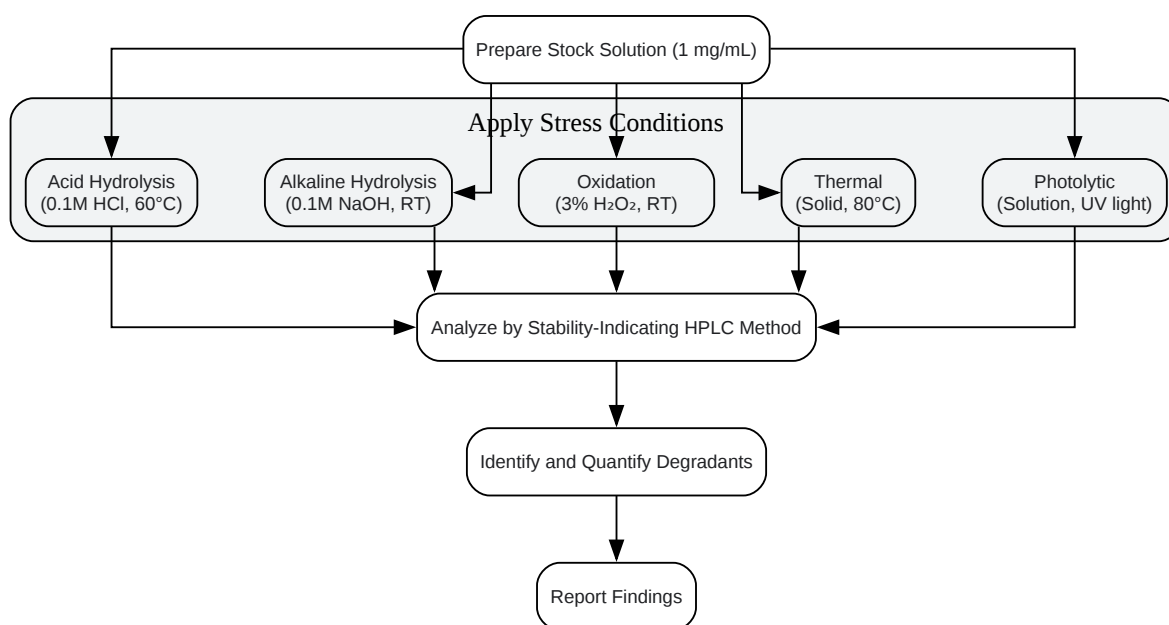 Prepare Stock Solution (1 mg/mL)
Apply Stress Conditions
Acid Hydrolysis
(0.1M HCl, 60°C)
Alkaline Hydrolysis
(0.1M NaOH, RT)
Oxidation
(3% H₂O₂, RT)
Thermal
(Solid, 80°C)
Photolytic
(Solution, UV light)
Analyze by Stability-Indicating HPLC Method
Identify and Quantify Degradants
Report Findings